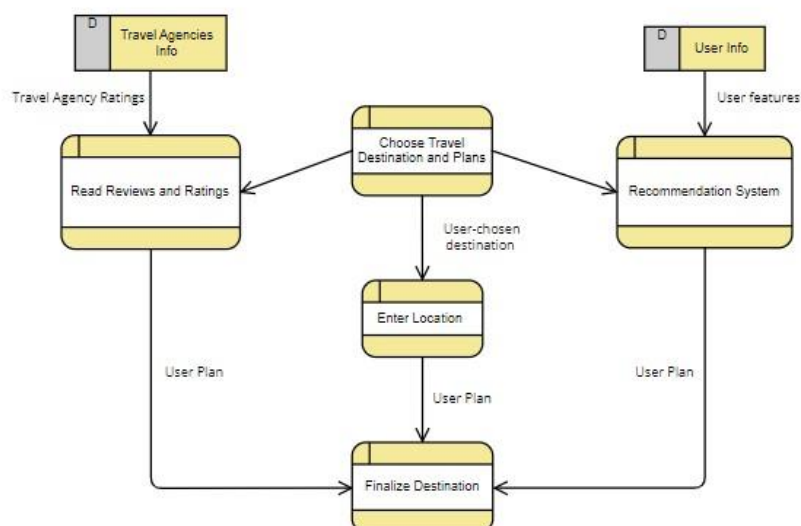 D
Travel Agencies
Info
D
User Info
Travel Agency Ratings
User features
Choose Travel
Destination and Plans
Read Reviews and Ratings
Recommendation System
User-chosen
destination
Enter Location
User Plan
User Plan
User Plan
Finalize Destination